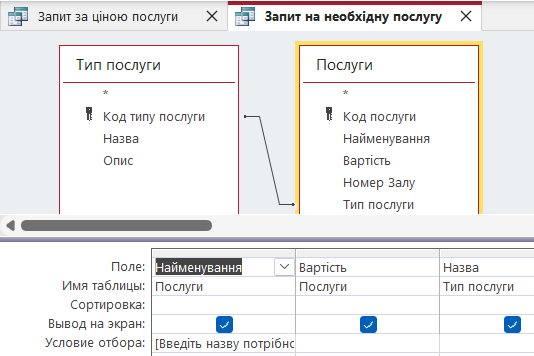 Запит за ціною послуги
Запит на необхідну послугу
Тип послуги
*
Код типу послуги
Назва
Опис
Послуги
*
Код послуги
Найменування
Вартість
Номер Залу
Тип послуги
Поле: Найменування Вартість Назва
Имя таблицы: Послуги Послуги Тип послуги
Сортировка:
Вывод на экран:
Условие отбора: [Введіть назву потрібно